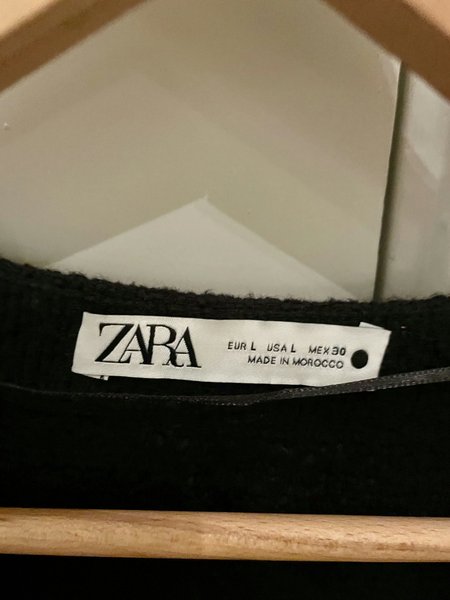 ZARA
EUR L USA L MEX 30
MADE IN MOROCCO